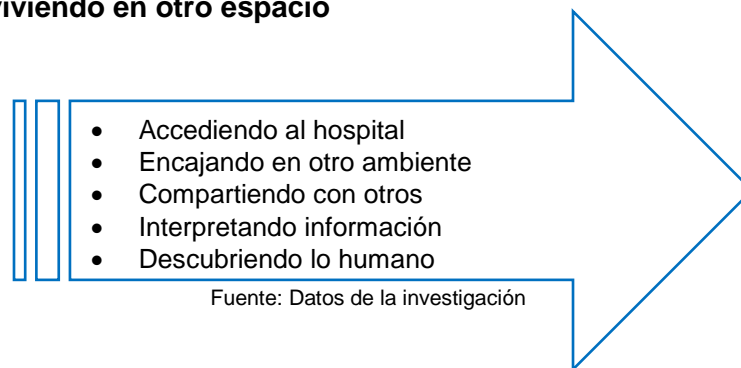 viviendo en otro espacio
• Accediendo al hospital
• Encajando en otro ambiente
• Compartiendo con otros
• Interpretando información
• Descubriendo lo humano
Fuente: Datos de la investigación